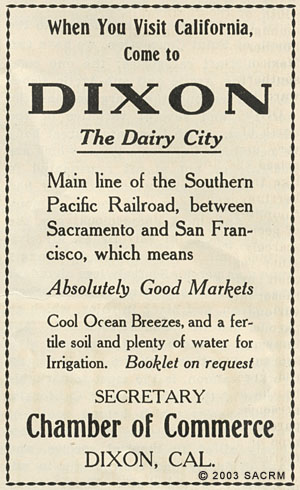 When You Visit California,
Come to
DIXON
The Dairy City
Main line of the Southern
Pacific Railroad, between
Sacramento and San Fran-
cisco, which means
Absolutely Good Markets
Cool Ocean Breezes, and a fer-
tile soil and plenty of water for
Irrigation. Booklet on request
SECRETARY
Chamber of Commerce
DIXON, CAL.
© 2003 SACRM